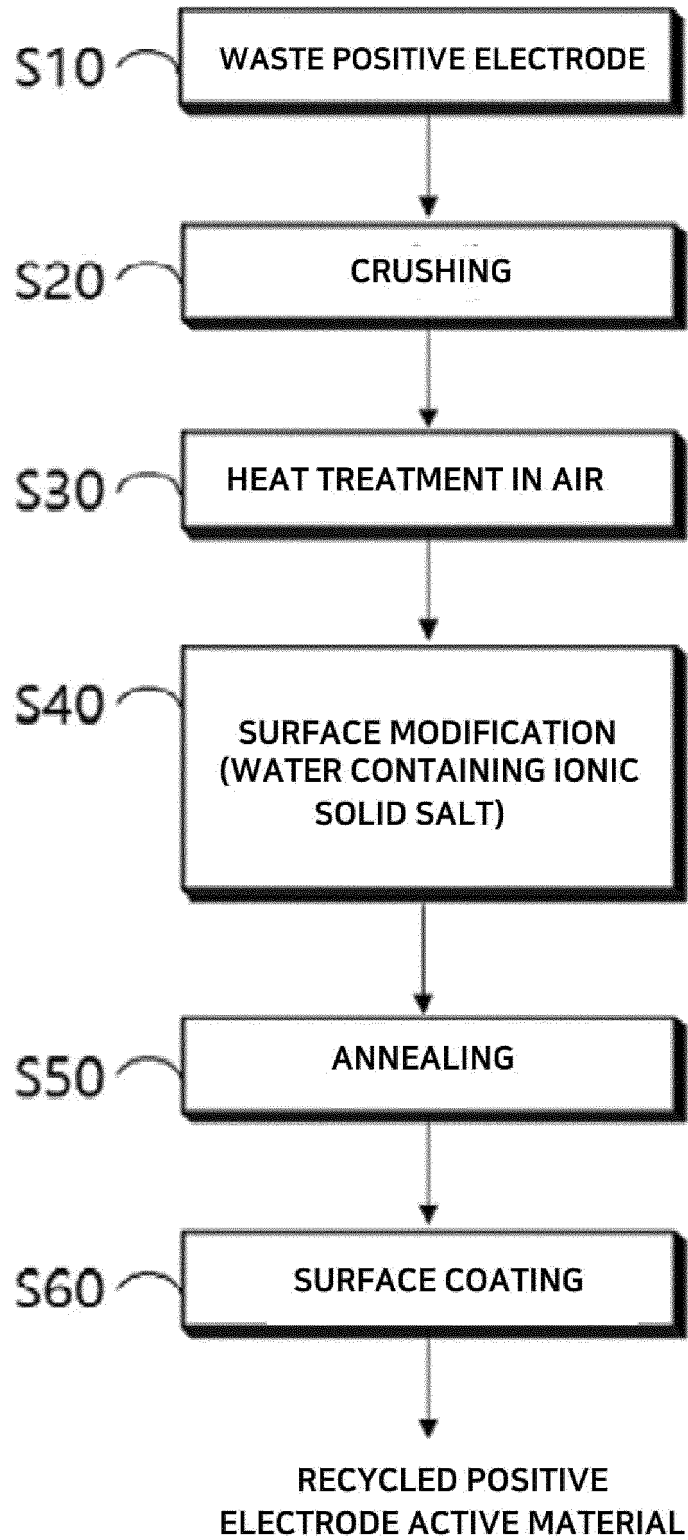 S10 WASTE POSITIVE ELECTRODE
S20 CRUSHING
S30 HEAT TREATMENT IN AIR
S40
SURFACE MODIFICATION
(WATER CONTAINING IONIC
SOLID SALT)
S50 ANNEALING
S60 SURFACE COATING
RECYCLED POSITIVE
ELECTRODE ACTIVE MATERIAL